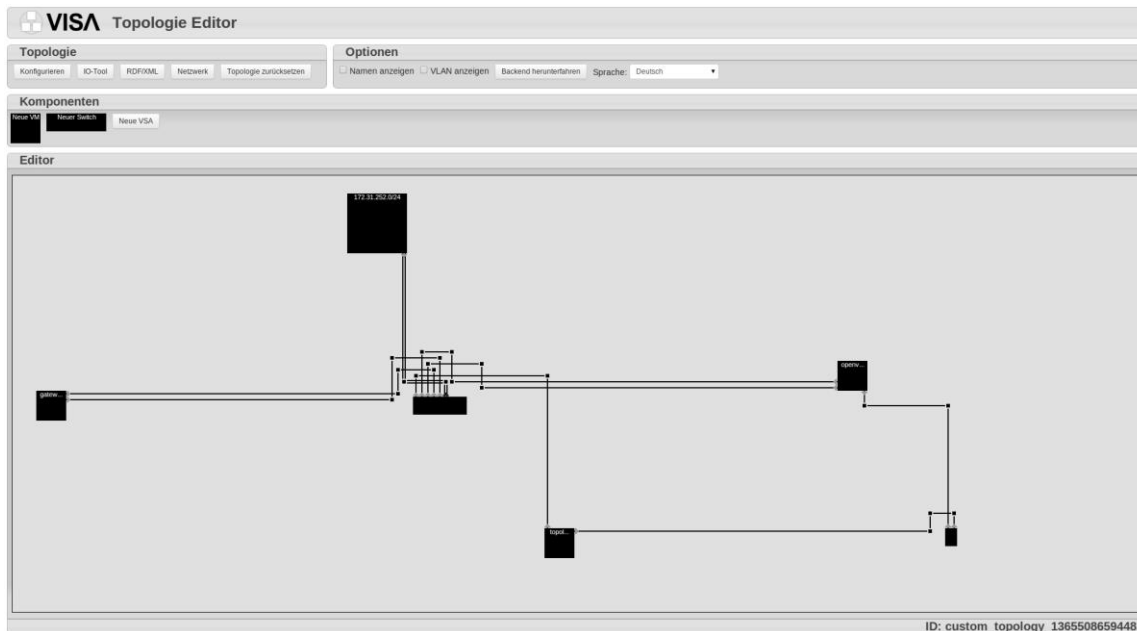 VISA Topologie Editor
Topologie
Konfigurieren IO-Tool RDF/XML Netzwerk Topologie zurücksetzen
Optionen
Namen anzeigen VLAN anzeigen Backend herunterfahren Sprache: Deutsch
Komponenten
Neue VM Neuer Switch Neue VSA
Editor
172.31.252.0/24
gatew...
openv...
topol...
ID: custom_topology_1365508659448